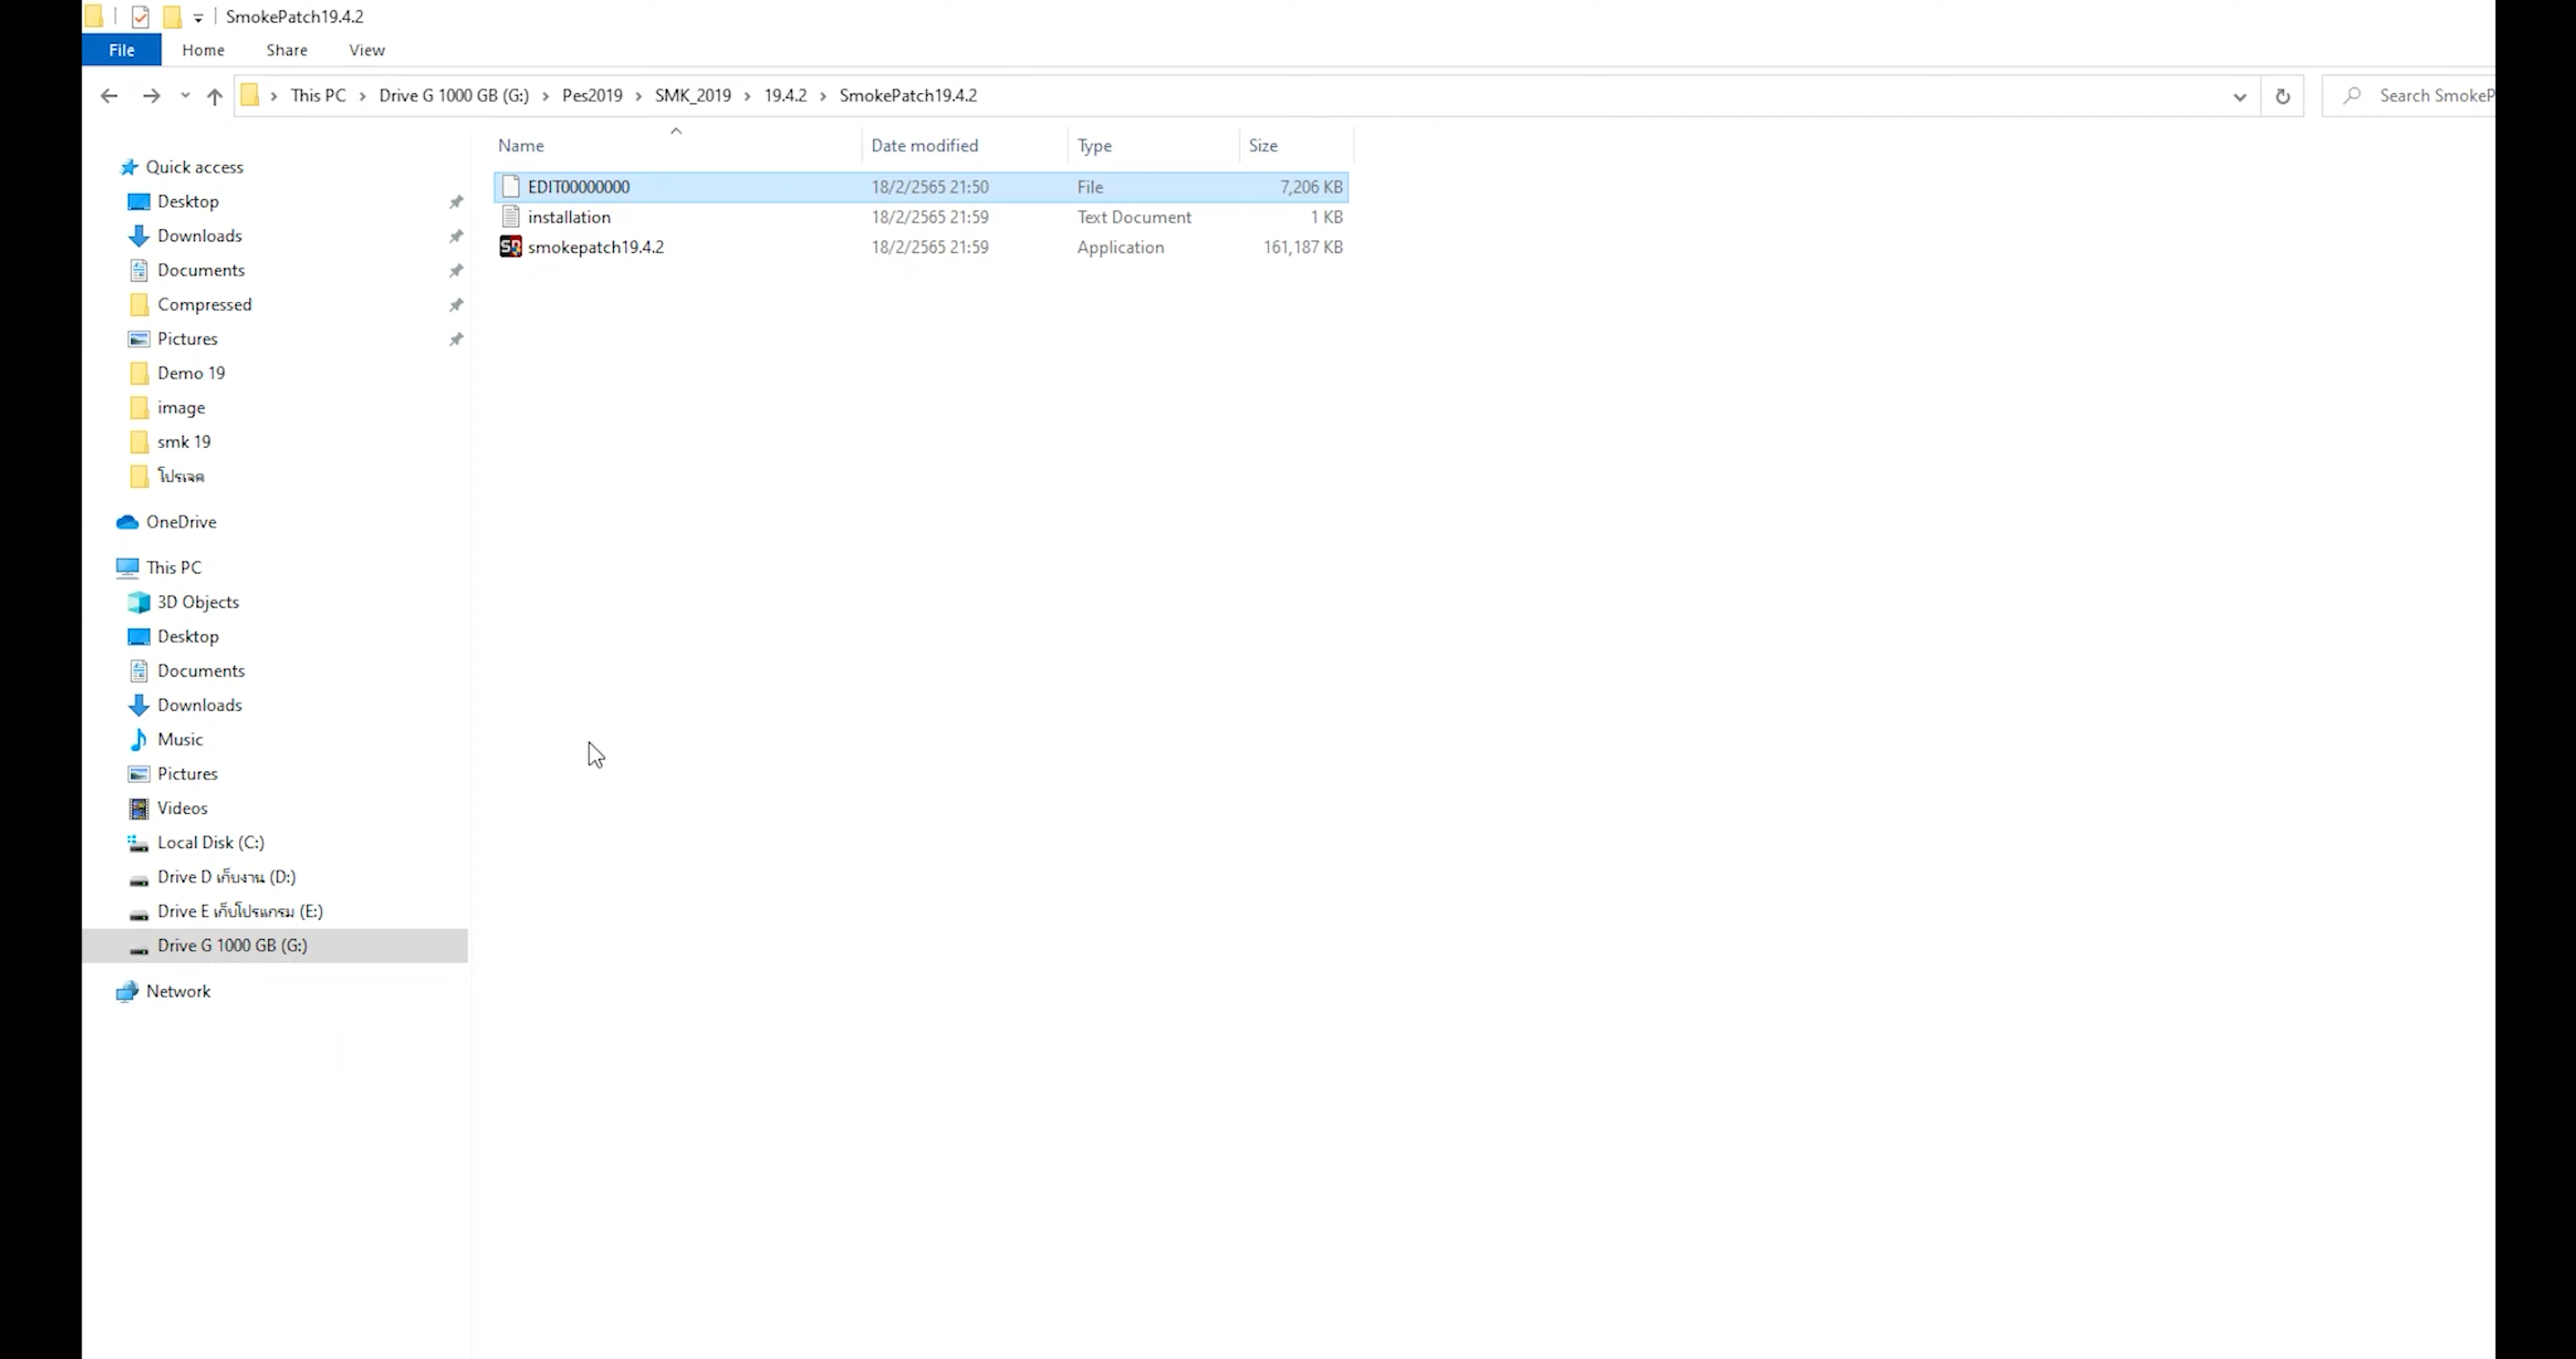 SmokePatch19.4.2
File Home Share View
This PC Drive G 1000 GB (G:) Pes2019 SMK_2019 19.4.2 SmokePatch19.4.2
Search SmokeP
Name Date modified Type Size
EDIT00000000 18/2/2565 21:50 File 7,206 KB
installation 18/2/2565 21:59 Text Document 1 KB
smokepatch19.4.2 18/2/2565 21:59 Application 161,187 KB
Quick access
Desktop
Downloads
Documents
Compressed
Pictures
Demo 19
image
smk 19
โปรเจค
OneDrive
This PC
3D Objects
Desktop
Documents
Downloads
Music
Pictures
Videos
Local Disk (C:)
Drive D เก็บงาน (D:)
Drive E เก็บโปรแกรม (E:)
Drive G 1000 GB (G:)
Network